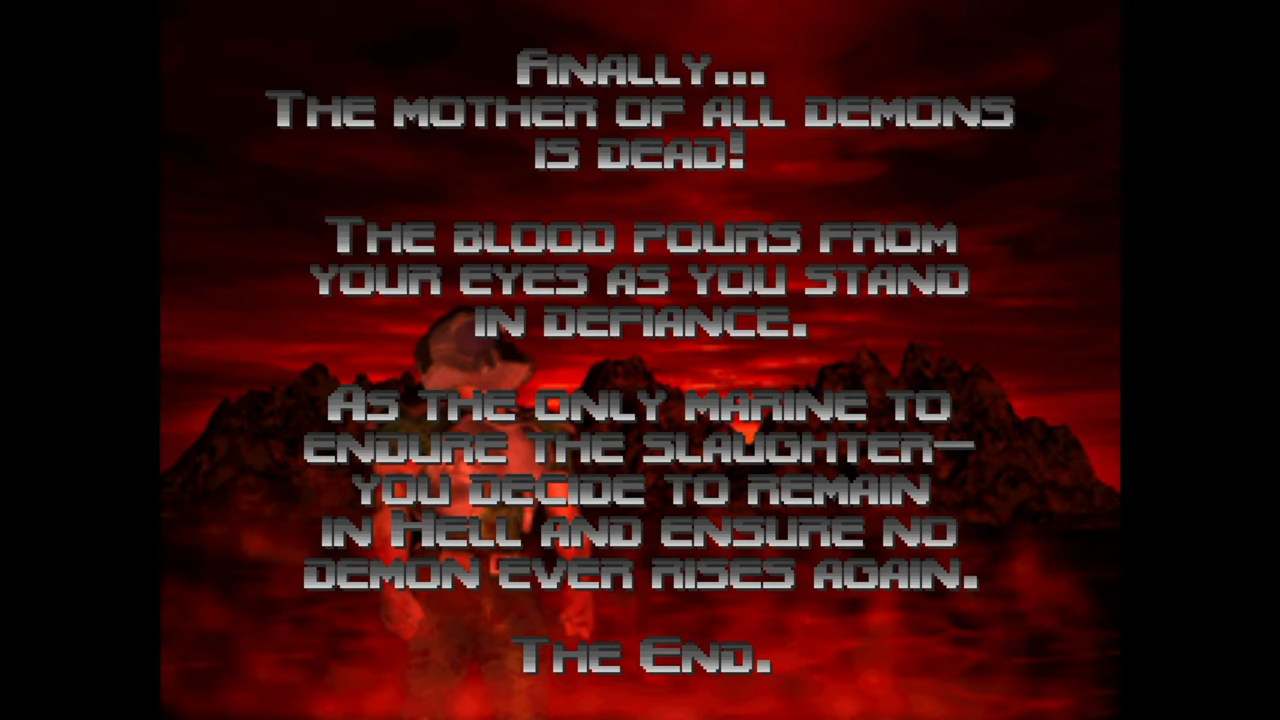 Finally...
The mother of all demons
is dead!
The blood pours from
your eyes as you stand
in defiance.
As the only marine to
endure the slaughter—
you decide to remain
in Hell and ensure no
demon ever rises again.
The End.